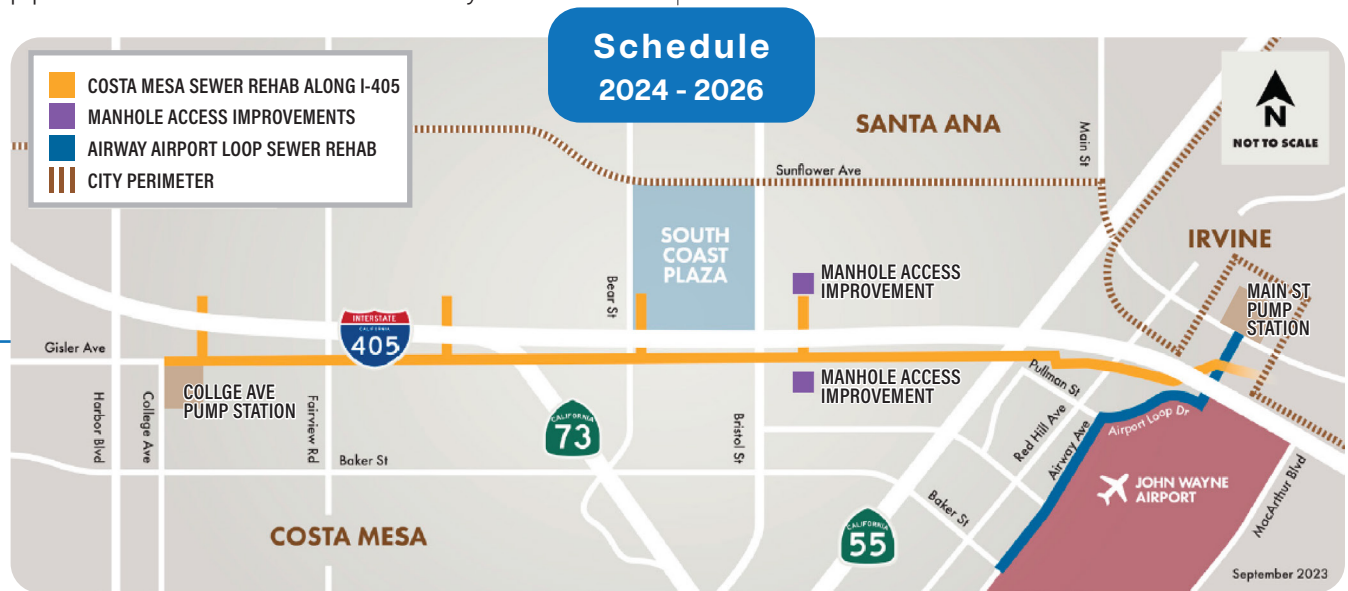 Schedule
2024 - 2026
COSTA MESA SEWER REHAB ALONG I-405
MANHOLE ACCESS IMPROVEMENTS
AIRWAY AIRPORT LOOP SEWER REHAB
CITY PERIMETER
N
NOT TO SCALE
SANTA ANA
Main St
Sunflower Ave
SOUTH
COAST
PLAZA
IRVINE
Bear St
MANHOLE ACCESS
IMPROVEMENT
MAIN ST
PUMP
STATION
INTERSTATE
CALIFORNIA
405
Gisler Ave
COLLGE AVE
PUMP STATION
MANHOLE ACCESS
IMPROVEMENT
Pullman St
Harbor Blvd
College Ave
Fairview Rd
CALIFORNIA
73
Bristol St
Red Hill Ave
Airway Ave
Airport Loop Dr
Baker St
JOHN WAYNE
AIRPORT
MacArthur Blvd
Baker St
COSTA MESA
CALIFORNIA
55
September 2023